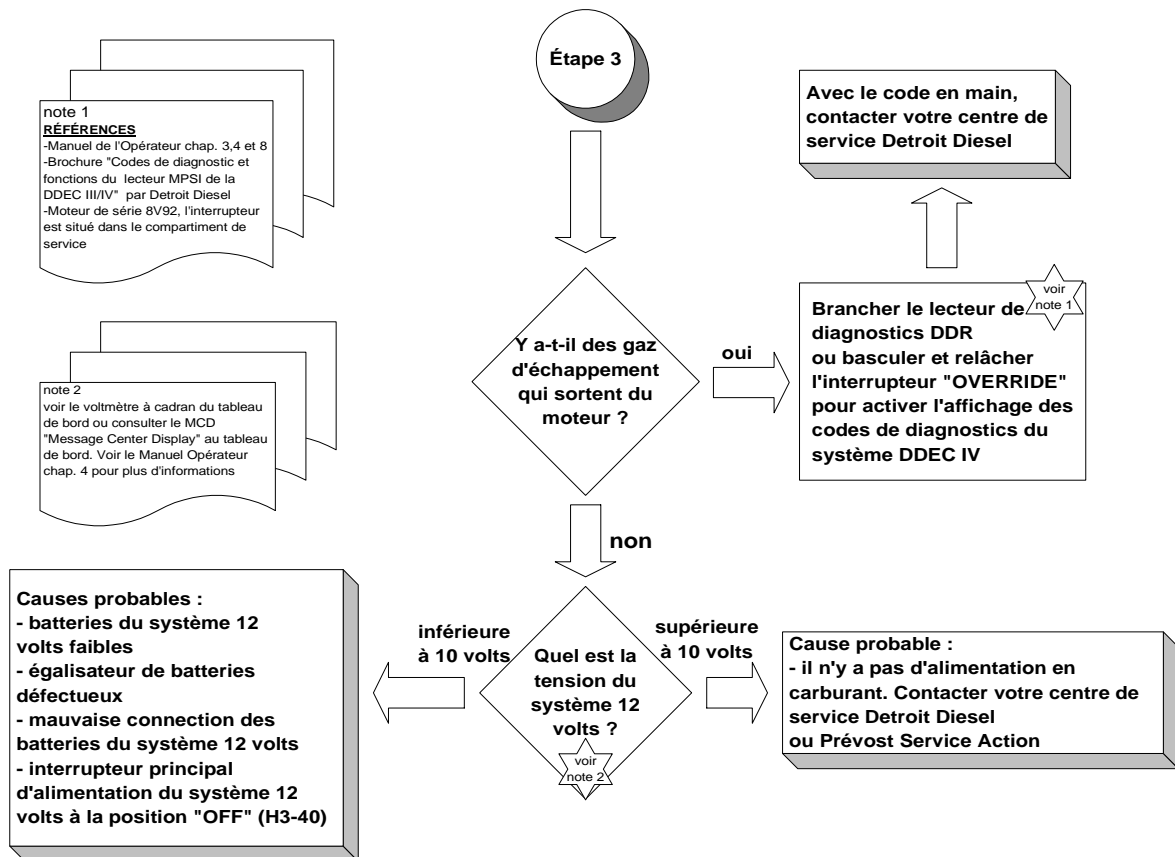 Étape 3
note 1
RÉFÉRENCES
-Manuel de l'Opérateur chap. 3,4 et 8
-Brochure "Codes de diagnostic et
fonctions du lecteur MPSI de la
DDEC III/IV" par Detroit Diesel
-Moteur de série 8V92, l'interrupteur
est situé dans le compartiment de
service
Avec le code en main,
contacter votre centre de
service Detroit Diesel
note 2
voir le voltmètre à cadran du tableau
de bord ou consulter le MCD
"Message Center Display" au tableau
de bord. Voir le Manuel Opérateur
chap. 4 pour plus d'informations
Y a-t-il des gaz
d'échappement
qui sortent du
moteur ?
oui
voir
note 1
Brancher le lecteur de
diagnostics DDR
ou basculer et relâcher
l'interrupteur "OVERRIDE"
pour activer l'affichage des
codes de diagnostics du
système DDEC IV
non
Causes probables :
- batteries du système 12
volts faibles
- égalisateur de batteries
défectueux
- mauvaise connection des
batteries du système 12 volts
- interrupteur principal
d'alimentation du système 12
volts à la position "OFF" (H3-40)
inférieure
à 10 volts
Quel est la
tension du
système 12
volts ?
voir
note 2
supérieure
à 10 volts
Cause probable :
- il n'y a pas d'alimentation en
carburant. Contacter votre centre de
service Detroit Diesel
ou Prévost Service Action